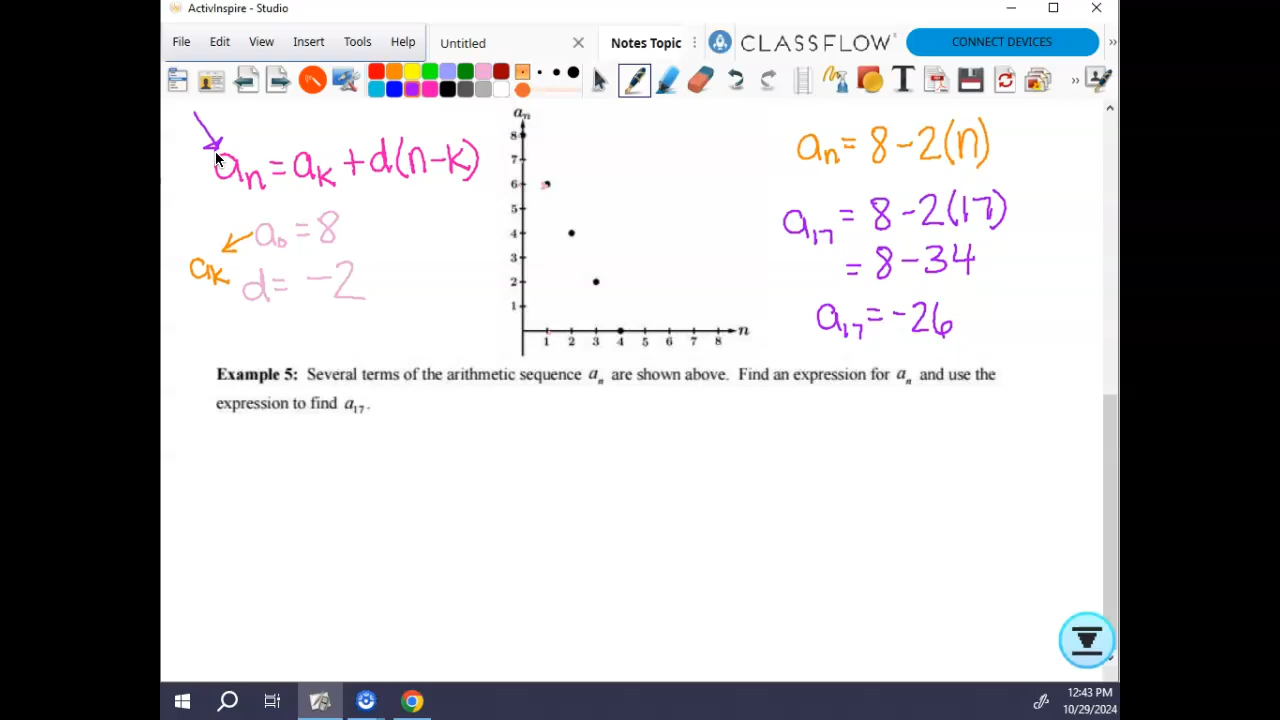 ActivInspire - Studio
File Edit View Insert Tools Help Untitled Notes Topic CLASSFLOW CONNECT DEVICES
aₙ = aₖ + d(n-k)
a₀ = 8
aₖ
d = -2
aₙ
8
7
6
5
4
3
2
1
1 2 3 4 5 6 7 8 n
aₙ = 8-2(n)
a₁₇ = 8-2(17)
= 8-34
a₁₇ = -26
Example 5: Several terms of the arithmetic sequence aₙ are shown above. Find an expression for aₙ and use the
expression to find a₁₇.
12:43 PM
10/29/2024